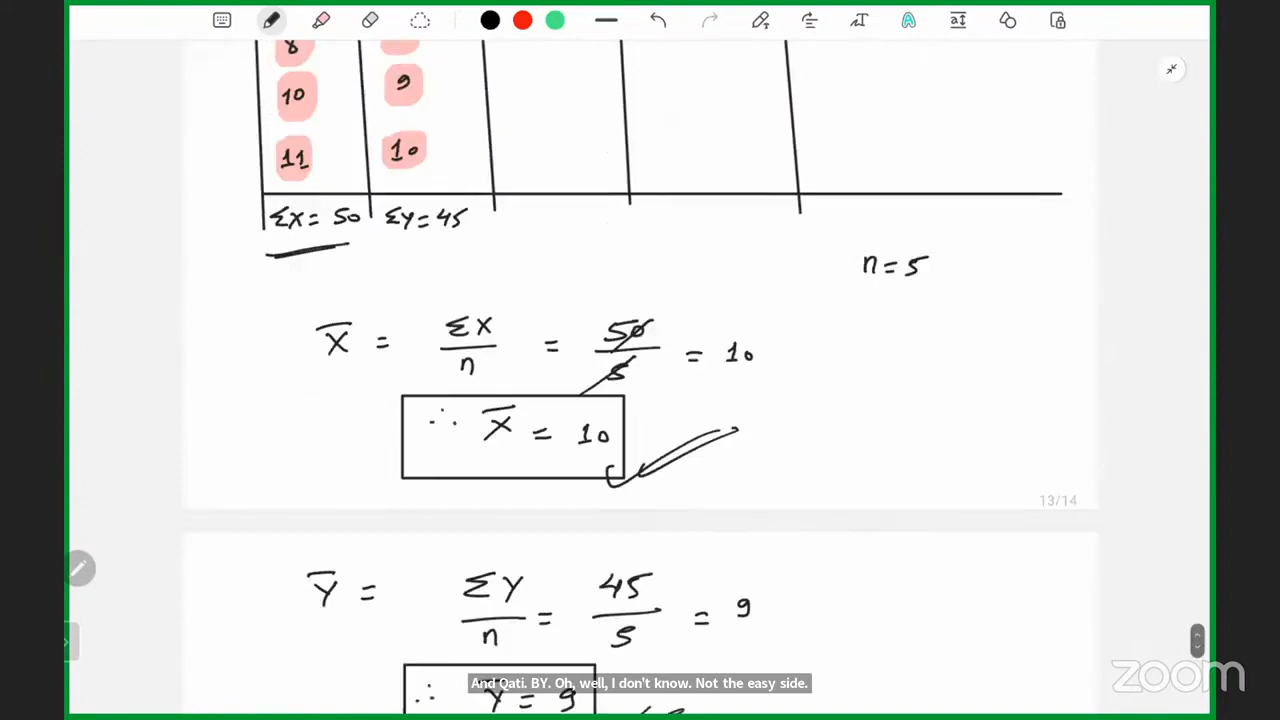 8
10 9
11 10
ΣX = 50 ΣY = 45
n = 5
X̄ = ΣX/n = 50/5 = 10
∴ X̄ = 10
13/14
Ȳ = ΣY/n = 45/5 = 9
∴ Ȳ = 9
And Qati. BY. Oh, well, I don't know. Not the easy side.
zoom